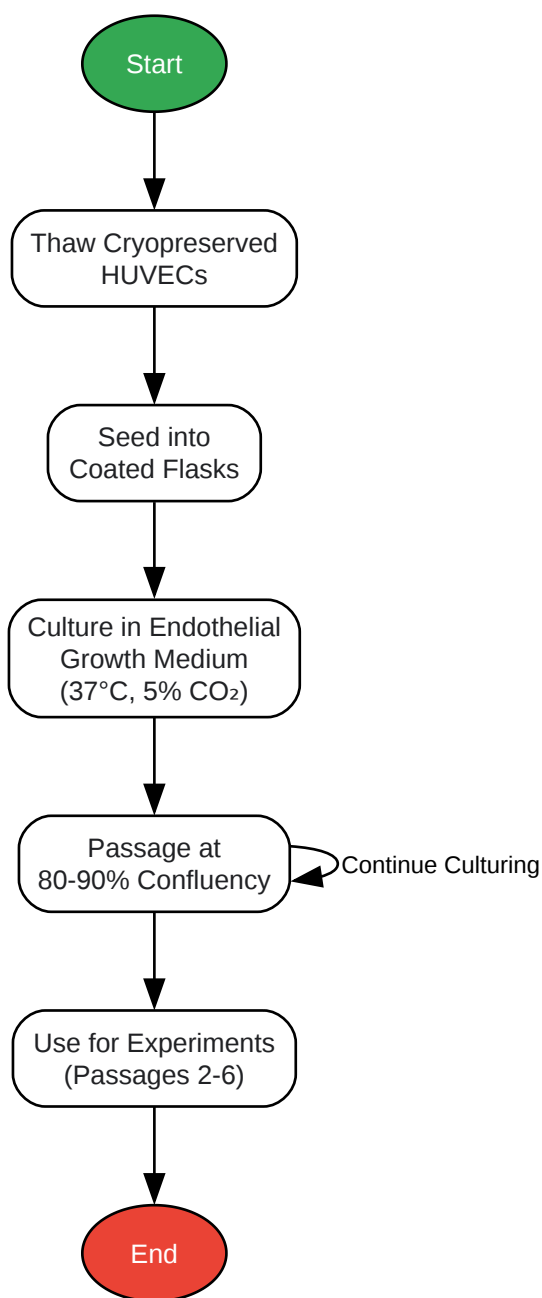 Start
Thaw Cryopreserved
HUVECs
Seed into
Coated Flasks
Culture in Endothelial
Growth Medium
(37°C, 5% CO₂)
Passage at
80-90% Confluency
Continue Culturing
Use for Experiments
(Passages 2-6)
End